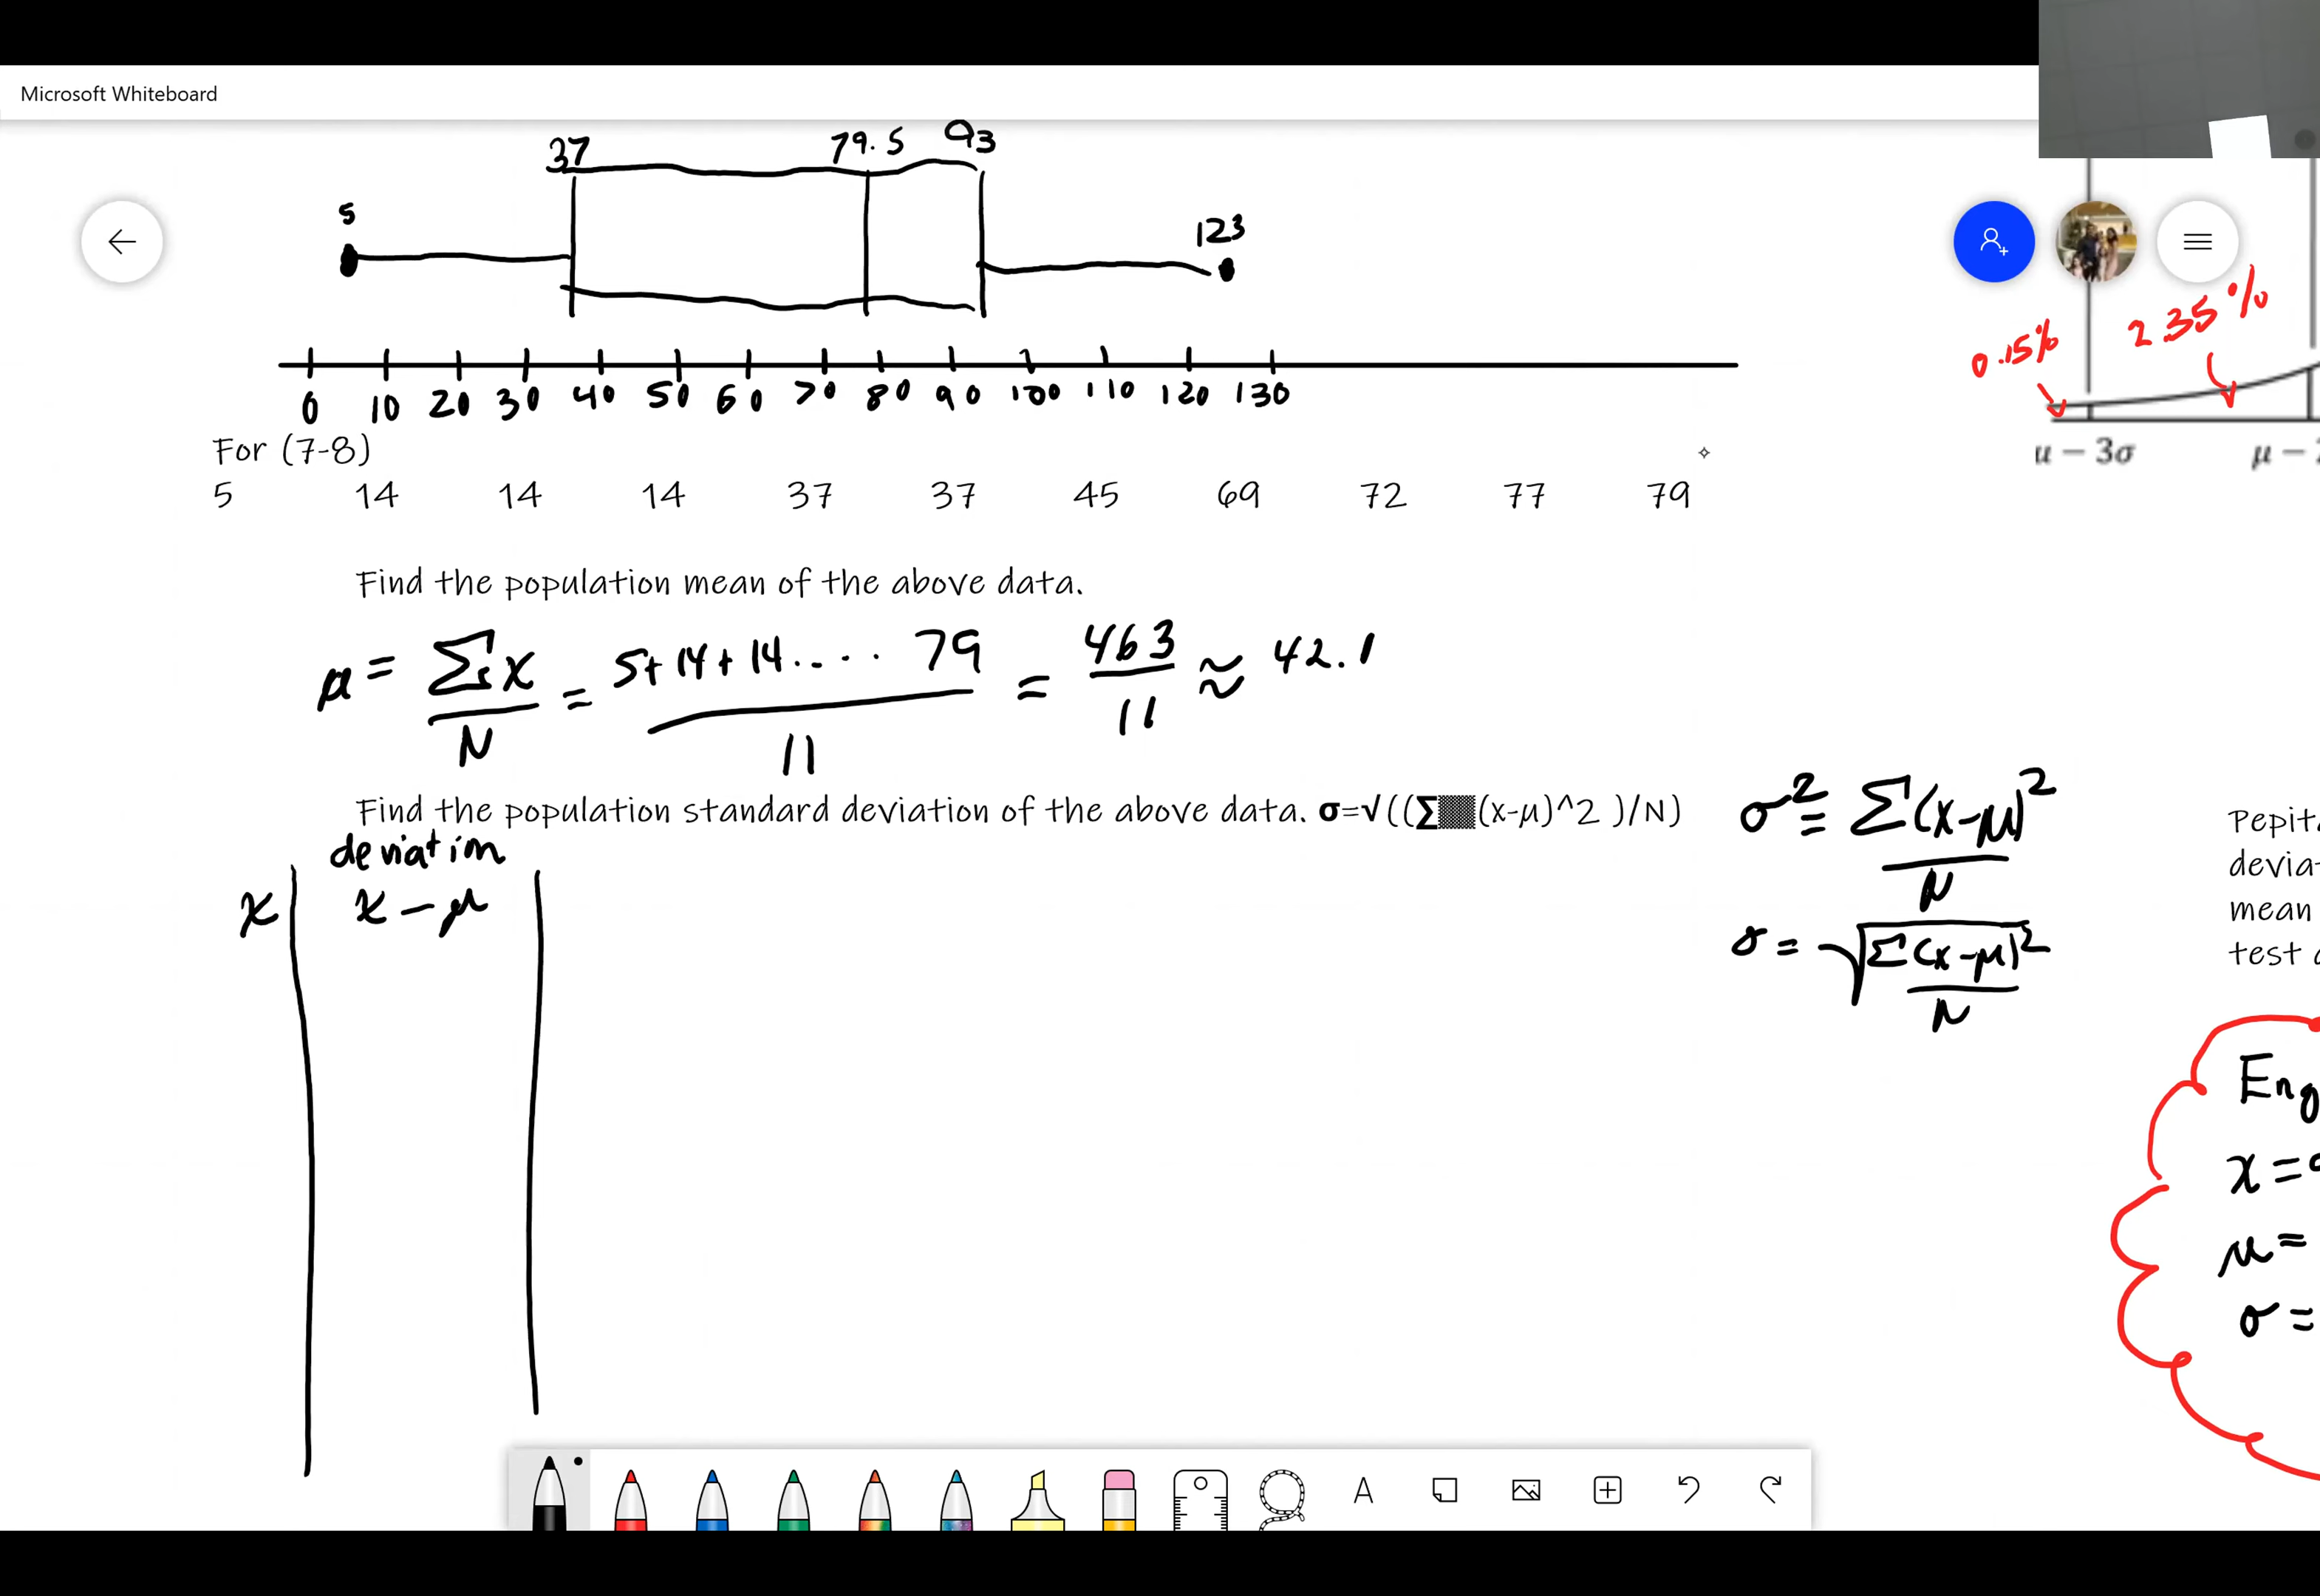 Microsoft Whiteboard
37 79.5 93
5
123
0 10 20 30 40 50 60 70 80 90 100 110 120 130
0.15% 2.35%
μ − 3σ μ −
For (7-8)
5 14 14 14 37 37 45 69 72 77 79
Find the population mean of the above data.
μ = Σx / N = 5+14+14.... 79 / 11 = 463 / 11 ≈ 42.1
Find the population standard deviation of the above data. σ=√((Σ▒▒(x-μ)^2 )/N)
σ² = Σ(x-μ)² / N
σ = √Σ(x-μ)² / N
deviation
x x - μ
Pepit
devia
mean
test
Eng
x =
μ =
σ =
A